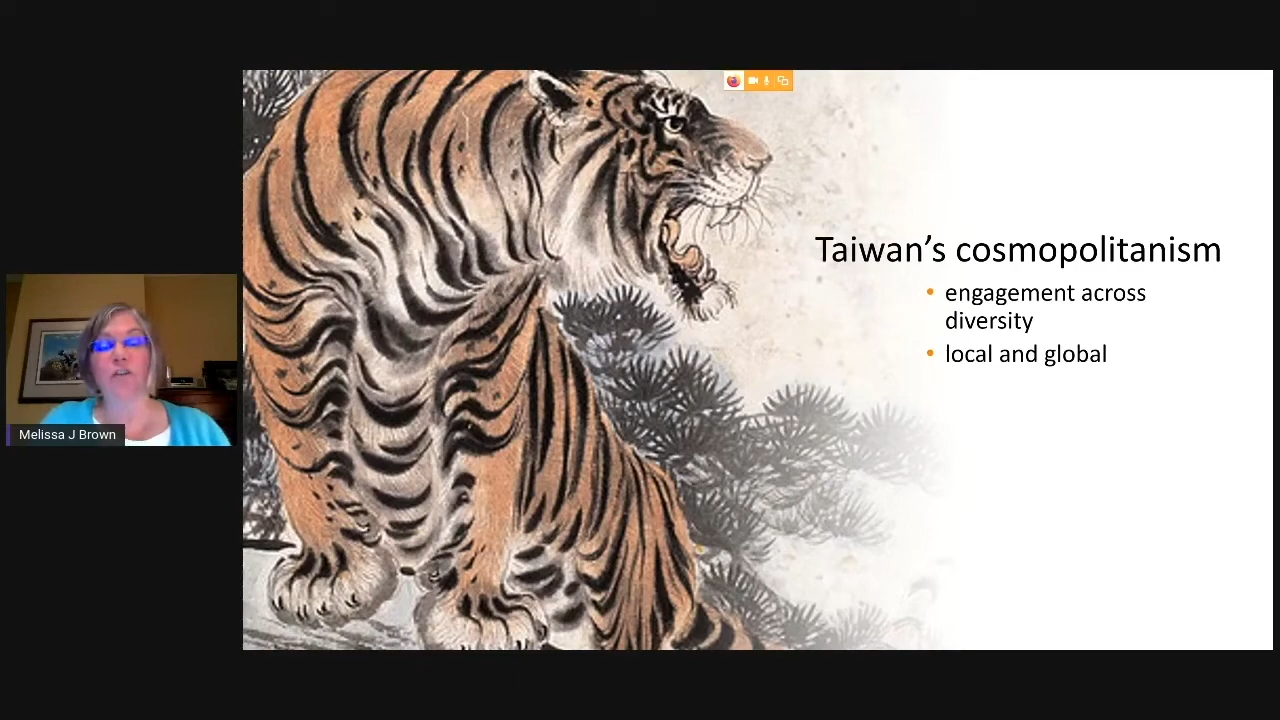 Taiwan’s cosmopolitanism
• engagement across
diversity
• local and global
Melissa J Brown